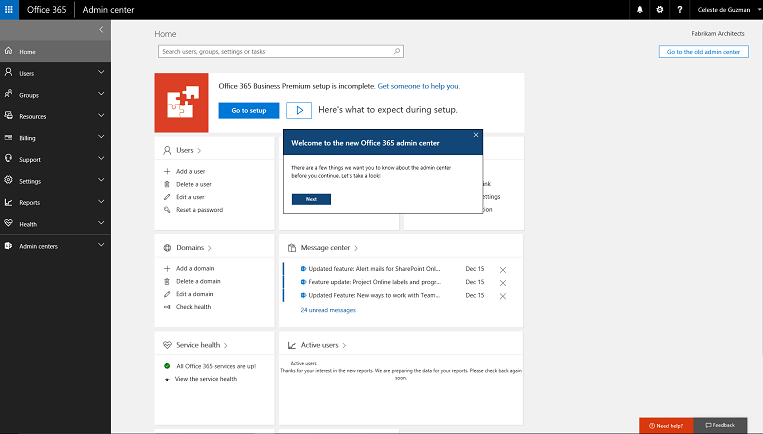 Office 365
Admin center
Celeste de Guzman
Home
Users
Groups
Resources
Billing
Support
Settings
Reports
Health
Admin centers
Home
Fabrikam Architects
Search users, groups, settings or tasks
Go to the old admin center
Office 365 Business Premium setup is incomplete. Get someone to help you.
Go to setup
Here's what to expect during setup.
Welcome to the new Office 365 admin center
There are a few things we want you to know about the admin center
before you continue. Let's take a look!
Next
Users
Add a user
Delete a user
Edit a user
Reset a password
ink
ettings
ion
Domains
Add a domain
Delete a domain
Edit a domain
Check health
Message center
Updated feature: Alert mails for SharePoint Onl... Dec 15
Feature update: Project Online labels and progr... Dec 15
Updated Feature: New ways to work with Team... Dec 15
24 unread messages
Service health
All Office 365 services are up!
View the service health
Active users
Active users
Thanks for your interest in the new reports. We are preparing the data for your reports. Please check back again
soon.
Need help?
Feedback